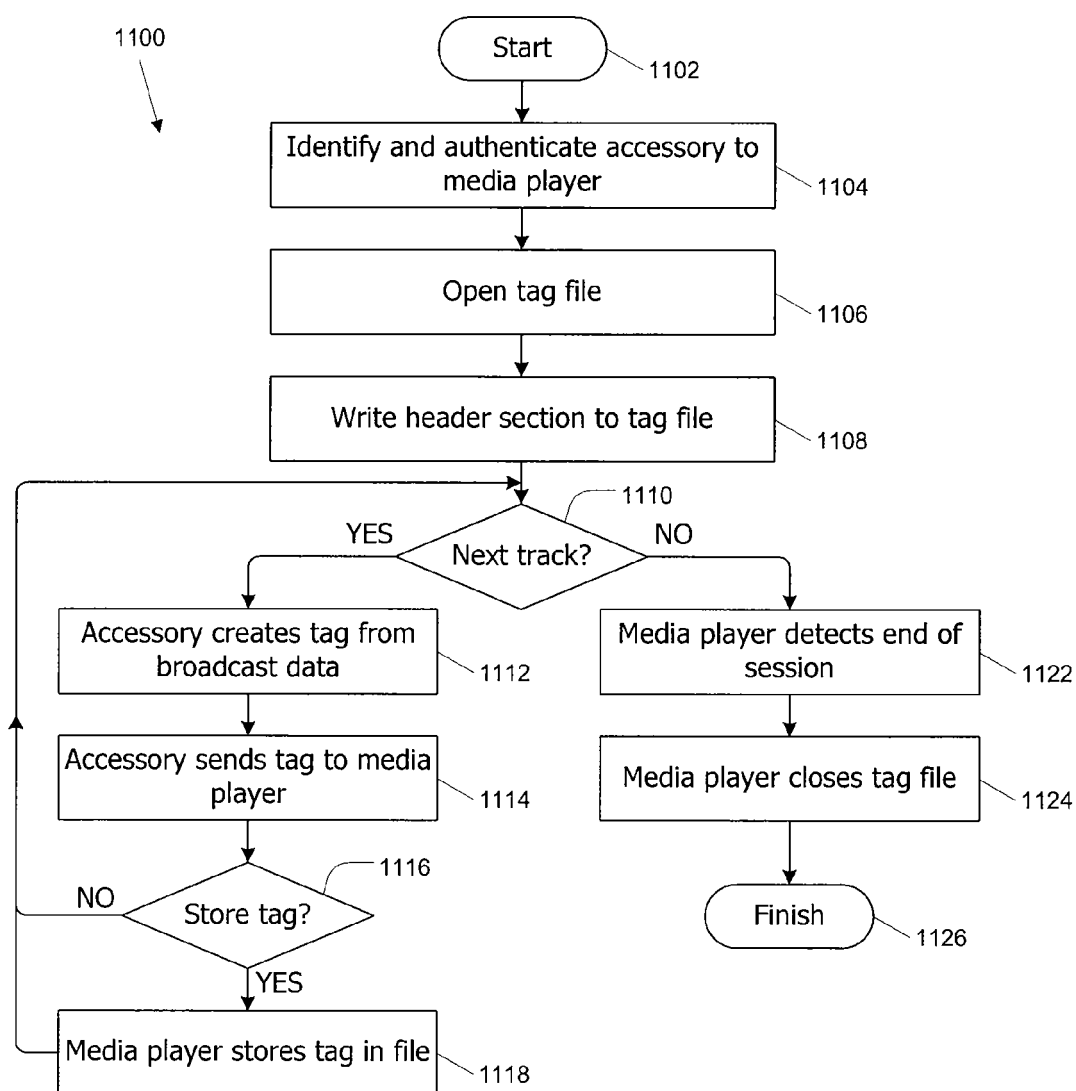 1100
Start
1102
Identify and authenticate accessory to
media player
1104
Open tag file
1106
Write header section to tag file
1108
1110
YES
Next track?
NO
Accessory creates tag from
broadcast data
1112
Media player detects end of
session
1122
Accessory sends tag to media
player
1114
Media player closes tag file
1124
1116
NO
Store tag?
YES
Finish
1126
Media player stores tag in file
1118